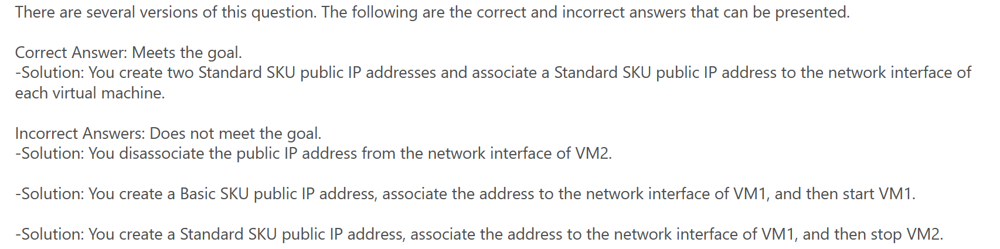 There are several versions of this question. The following are the correct and incorrect answers that can be presented.
Correct Answer: Meets the goal.
-Solution: You create two Standard SKU public IP addresses and associate a Standard SKU public IP address to the network interface of
each virtual machine.
Incorrect Answers: Does not meet the goal.
-Solution: You disassociate the public IP address from the network interface of VM2.
-Solution: You create a Basic SKU public IP address, associate the address to the network interface of VM1, and then start VM1.
-Solution: You create a Standard SKU public IP address, associate the address to the network interface of VM1, and then stop VM2.